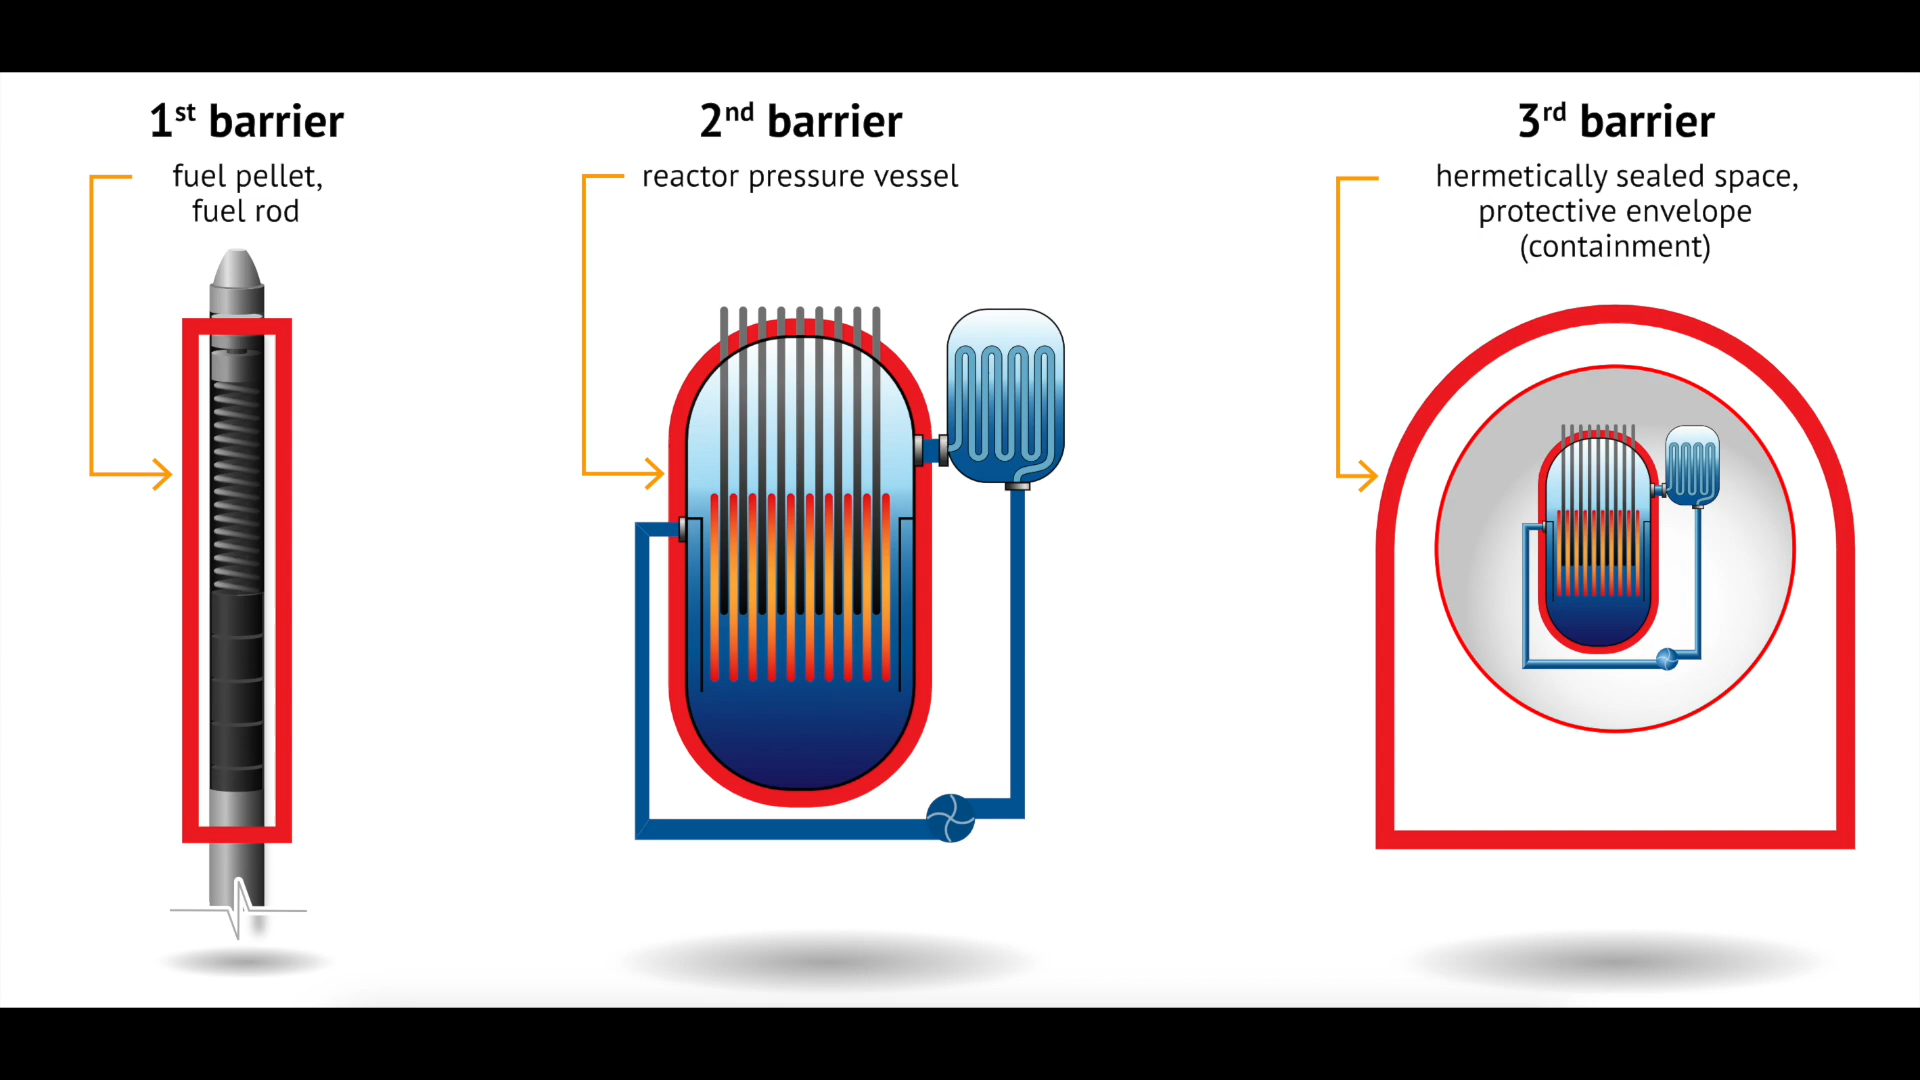 1st barrier
fuel pellet,
fuel rod
2nd barrier
reactor pressure vessel
3rd barrier
hermetically sealed space,
protective envelope
(containment)